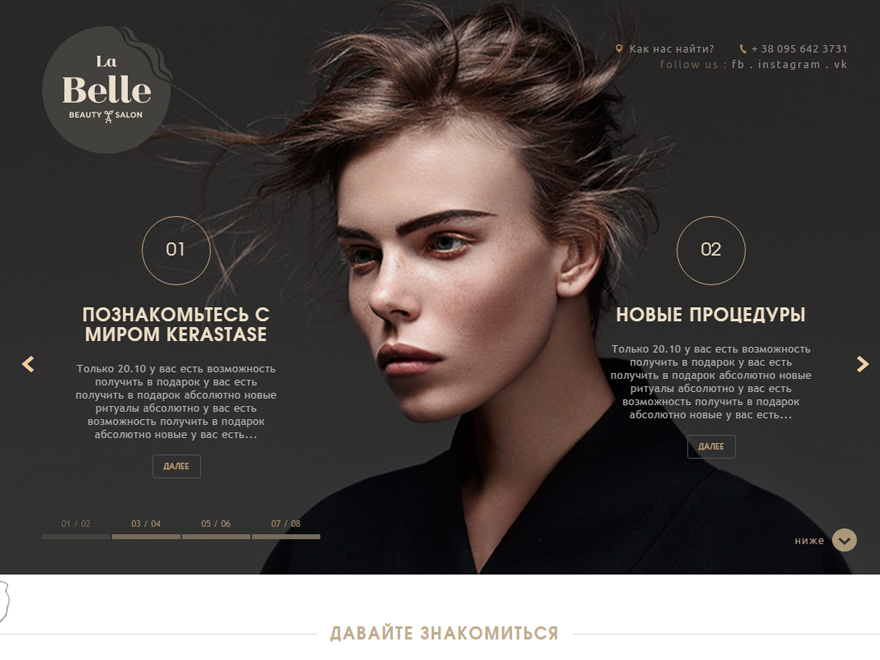 La
Belle
BEAUTY SALON
Как нас найти?
+ 38 095 642 3731
follow us : fb . instagram . vk
01
ПОЗНАКОМЬТЕСЬ С
МИРОМ KERASTASE
Только 20.10 у вас есть возможность
получить в подарок у вас есть
получить в подарок абсолютно новые
ритуалы абсолютно у вас есть
возможность получить в подарок
абсолютно новые у вас есть...
ДАЛЕЕ
02
НОВЫЕ ПРОЦЕДУРЫ
Только 20.10 у вас есть возможность
получить в подарок у вас есть
получить в подарок абсолютно новые
ритуалы абсолютно у вас есть
возможность получить в подарок
абсолютно новые у вас есть...
ДАЛЕЕ
01 / 02
03 / 04
05 / 06
07 / 08
ниже
ДАВАЙТЕ ЗНАКОМИТЬСЯ